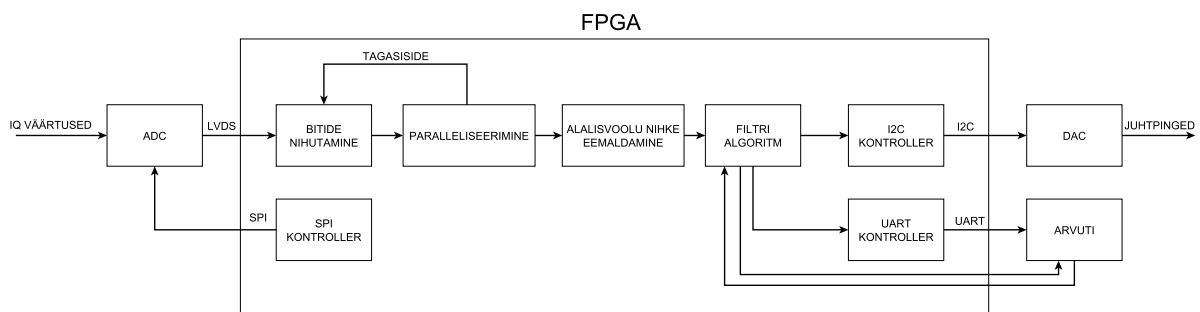 FPGA
TAGASISIDE
IQ VÄÄRTUSED
ADC
LVDS
BITIDE
NIHUTAMINE
PARALLELISEERIMINE
ALALISVOOLU NIHKE
EEMALDAMINE
FILTRI
ALGORITM
I2C
KONTROLLER
I2C
DAC
JUHTPINGED
SPI
SPI
KONTROLLER
UART
KONTROLLER
UART
ARVUTI